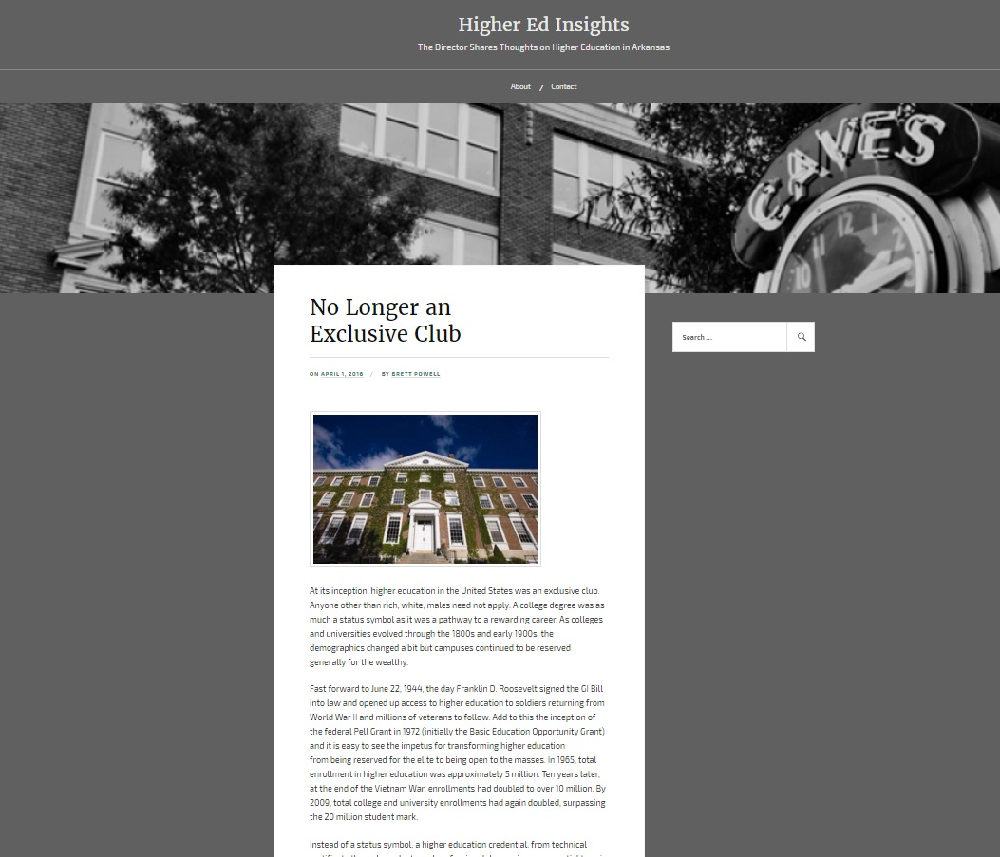 Higher Ed Insights
The Director Shares Thoughts on Higher Education in Arkansas
About / Contact
CANES
12
1
10
No Longer an
Exclusive Club
Search ...
ON APRIL 1, 2016 / BY BRETT POWELL
At its inception, higher education in the United States was an exclusive club.
Anyone other than rich, white, males need not apply. A college degree was as
much a status symbol as it was a pathway to a rewarding career. As colleges
and universities evolved through the 1800s and early 1900s, the
demographics changed a bit but campuses continued to be reserved
generally for the wealthy.
Fast forward to June 22, 1944, the day Franklin D. Roosevelt signed the GI Bill
into law and opened up access to higher education to soldiers returning from
World War II and millions of veterans to follow. Add to this the inception of
the federal Pell Grant in 1972 (initially the Basic Education Opportunity Grant)
and it is easy to see the impetus for transforming higher education
from being reserved for the elite to being open to the masses. In 1965, total
enrollment in higher education was approximately 5 million. Ten years later,
at the end of the Vietnam War, enrollments had doubled to over 10 million. By
2009, total college and university enrollments had again doubled, surpassing
the 20 million student mark.
Instead of a status symbol, a higher education credential, from technical